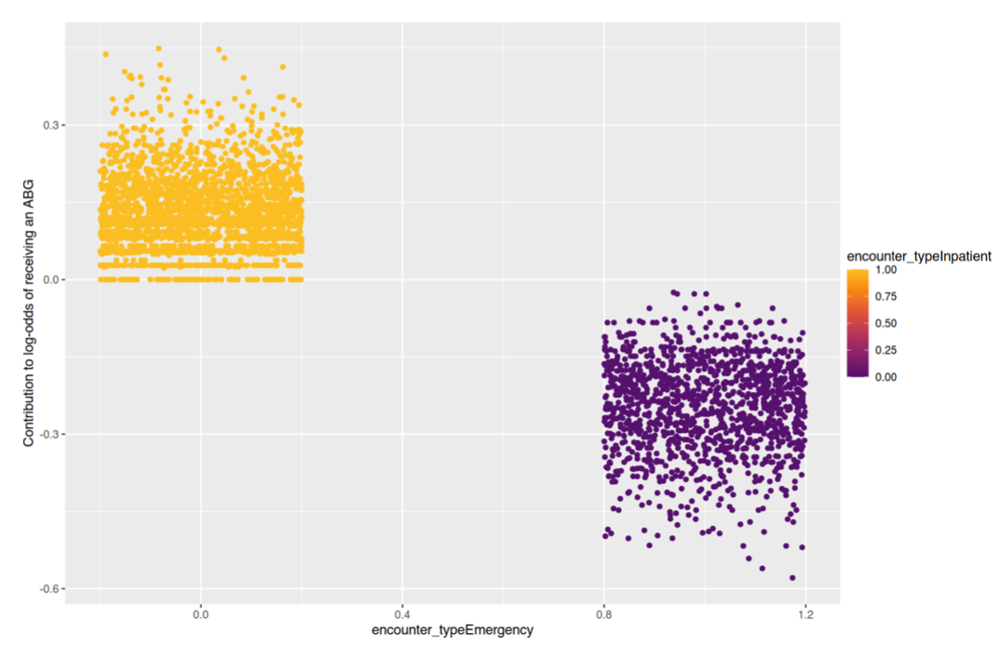 Contribution to log-odds of receiving an ABG
0.3
0.0
-0.3
-0.6
0.0 0.4 0.8 1.2
encounter_typeEmergency
encounter_typeInpatient
1.00
0.75
0.50
0.25
0.00